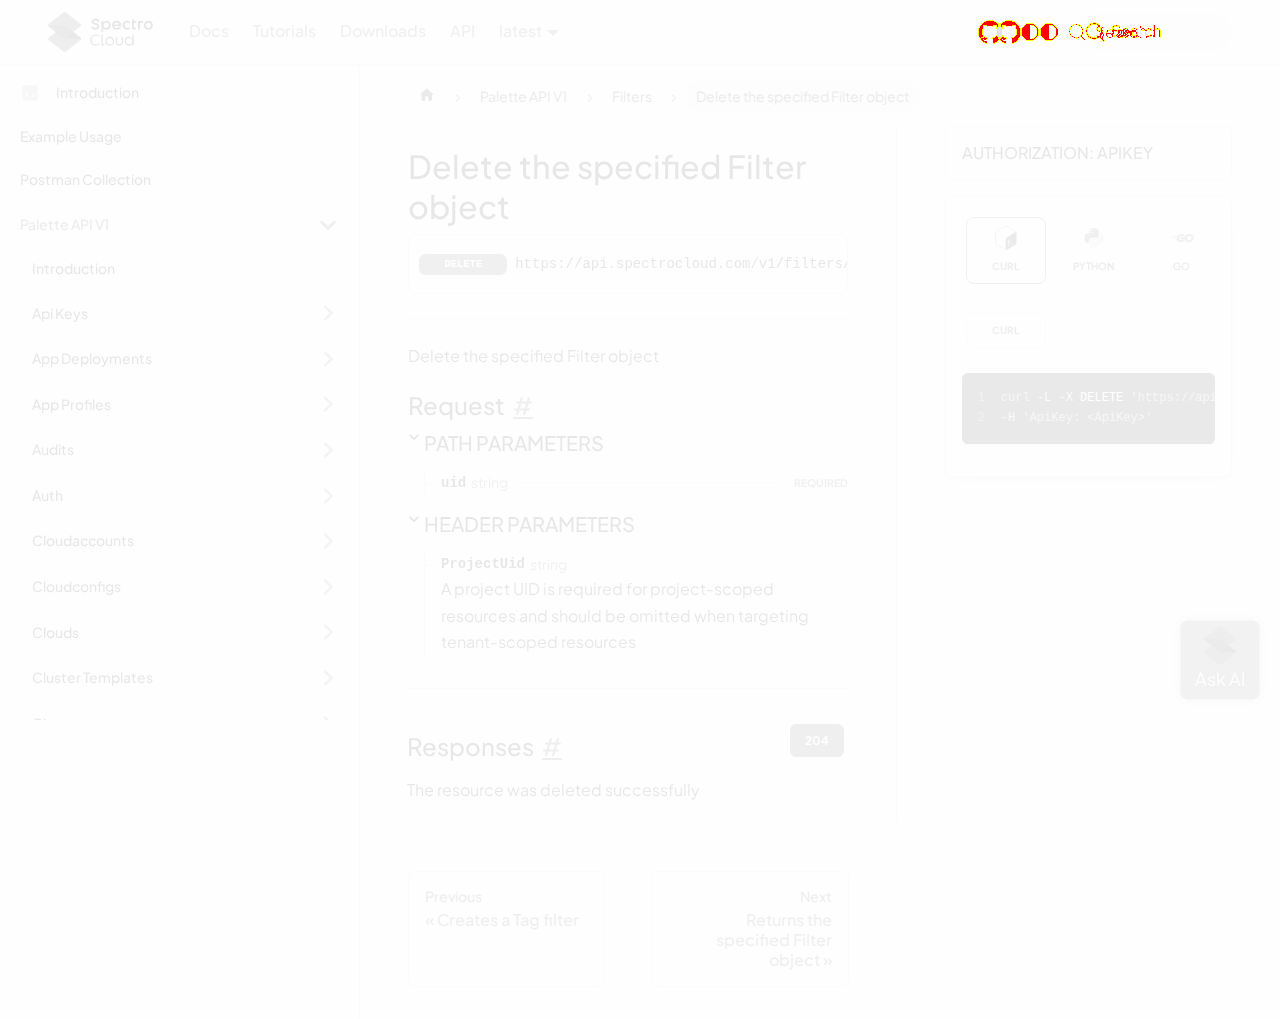 Spectro Cloud
Docs Tutorials Downloads API latest
Introduction
Example Usage
Postman Collection
Palette API V1
Introduction
Api Keys
App Deployments
App Profiles
Audits
Auth
Cloudaccounts
Cloudconfigs
Clouds
Cluster Templates
Palette API V1 Filters Delete the specified Filter object
Delete the specified Filter
object
DELETE https://api.spectrocloud.com/v1/filters/
Delete the specified Filter object
Request #
PATH PARAMETERS
uid string REQUIRED
HEADER PARAMETERS
ProjectUid string
A project UID is required for project-scoped
resources and should be omitted when targeting
tenant-scoped resources
Responses #
204
The resource was deleted successfully
Previous
« Creates a Tag filter
Next
Returns the
specified Filter
object »
AUTHORIZATION: APIKEY
CURL PYTHON GO
CURL
1 curl -L -X DELETE 'https://api
2 -H 'ApiKey: <ApiKey>'
Ask AI